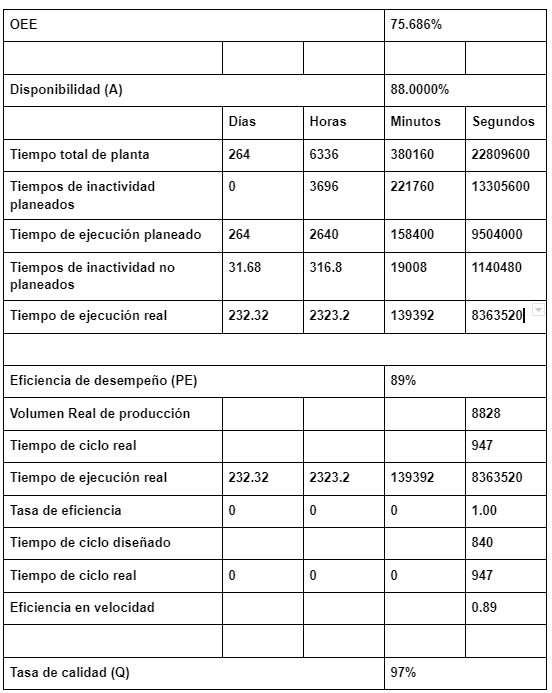 OEE 75.686%
Disponibilidad (A) 88.0000%
Días Horas Minutos Segundos
Tiempo total de planta 264 6336 380160 22809600
Tiempos de inactividad planeados 0 3696 221760 13305600
Tiempo de ejecución planeado 264 2640 158400 9504000
Tiempos de inactividad no planeados 31.68 316.8 19008 1140480
Tiempo de ejecución real 232.32 2323.2 139392 8363520
Eficiencia de desempeño (PE) 89%
Volumen Real de producción 8828
Tiempo de ciclo real 947
Tiempo de ejecución real 232.32 2323.2 139392 8363520
Tasa de eficiencia 0 0 0 1.00
Tiempo de ciclo diseñado 840
Tiempo de ciclo real 0 0 0 947
Eficiencia en velocidad 0.89
Tasa de calidad (Q) 97%